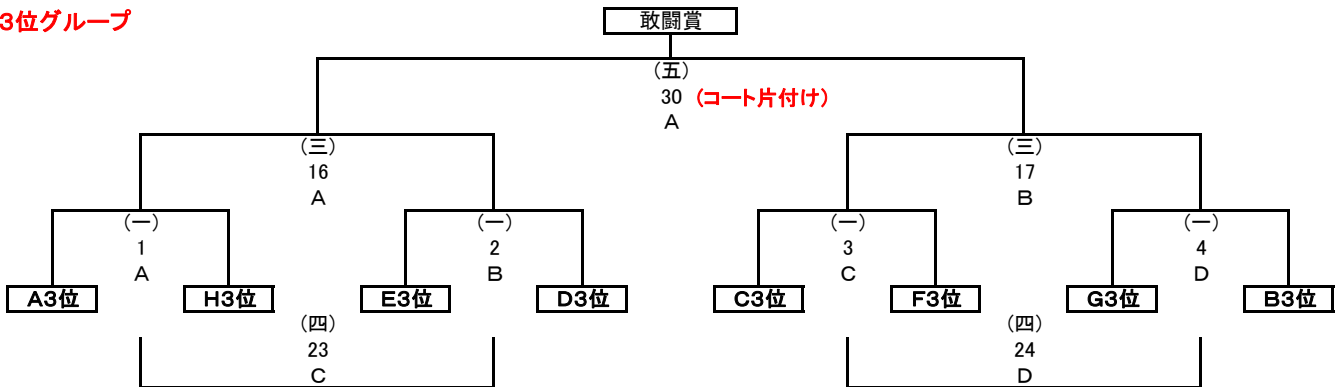 3位グループ
敢闘賞
(五)
30 (コート片付け)
A
(三) (三)
16 17
A B
(一) (一) (一) (一)
1 2 3 4
A B C D
A3位 H3位 E3位 D3位 C3位 F3位 G3位 B3位
(四) (四)
23 24
C D